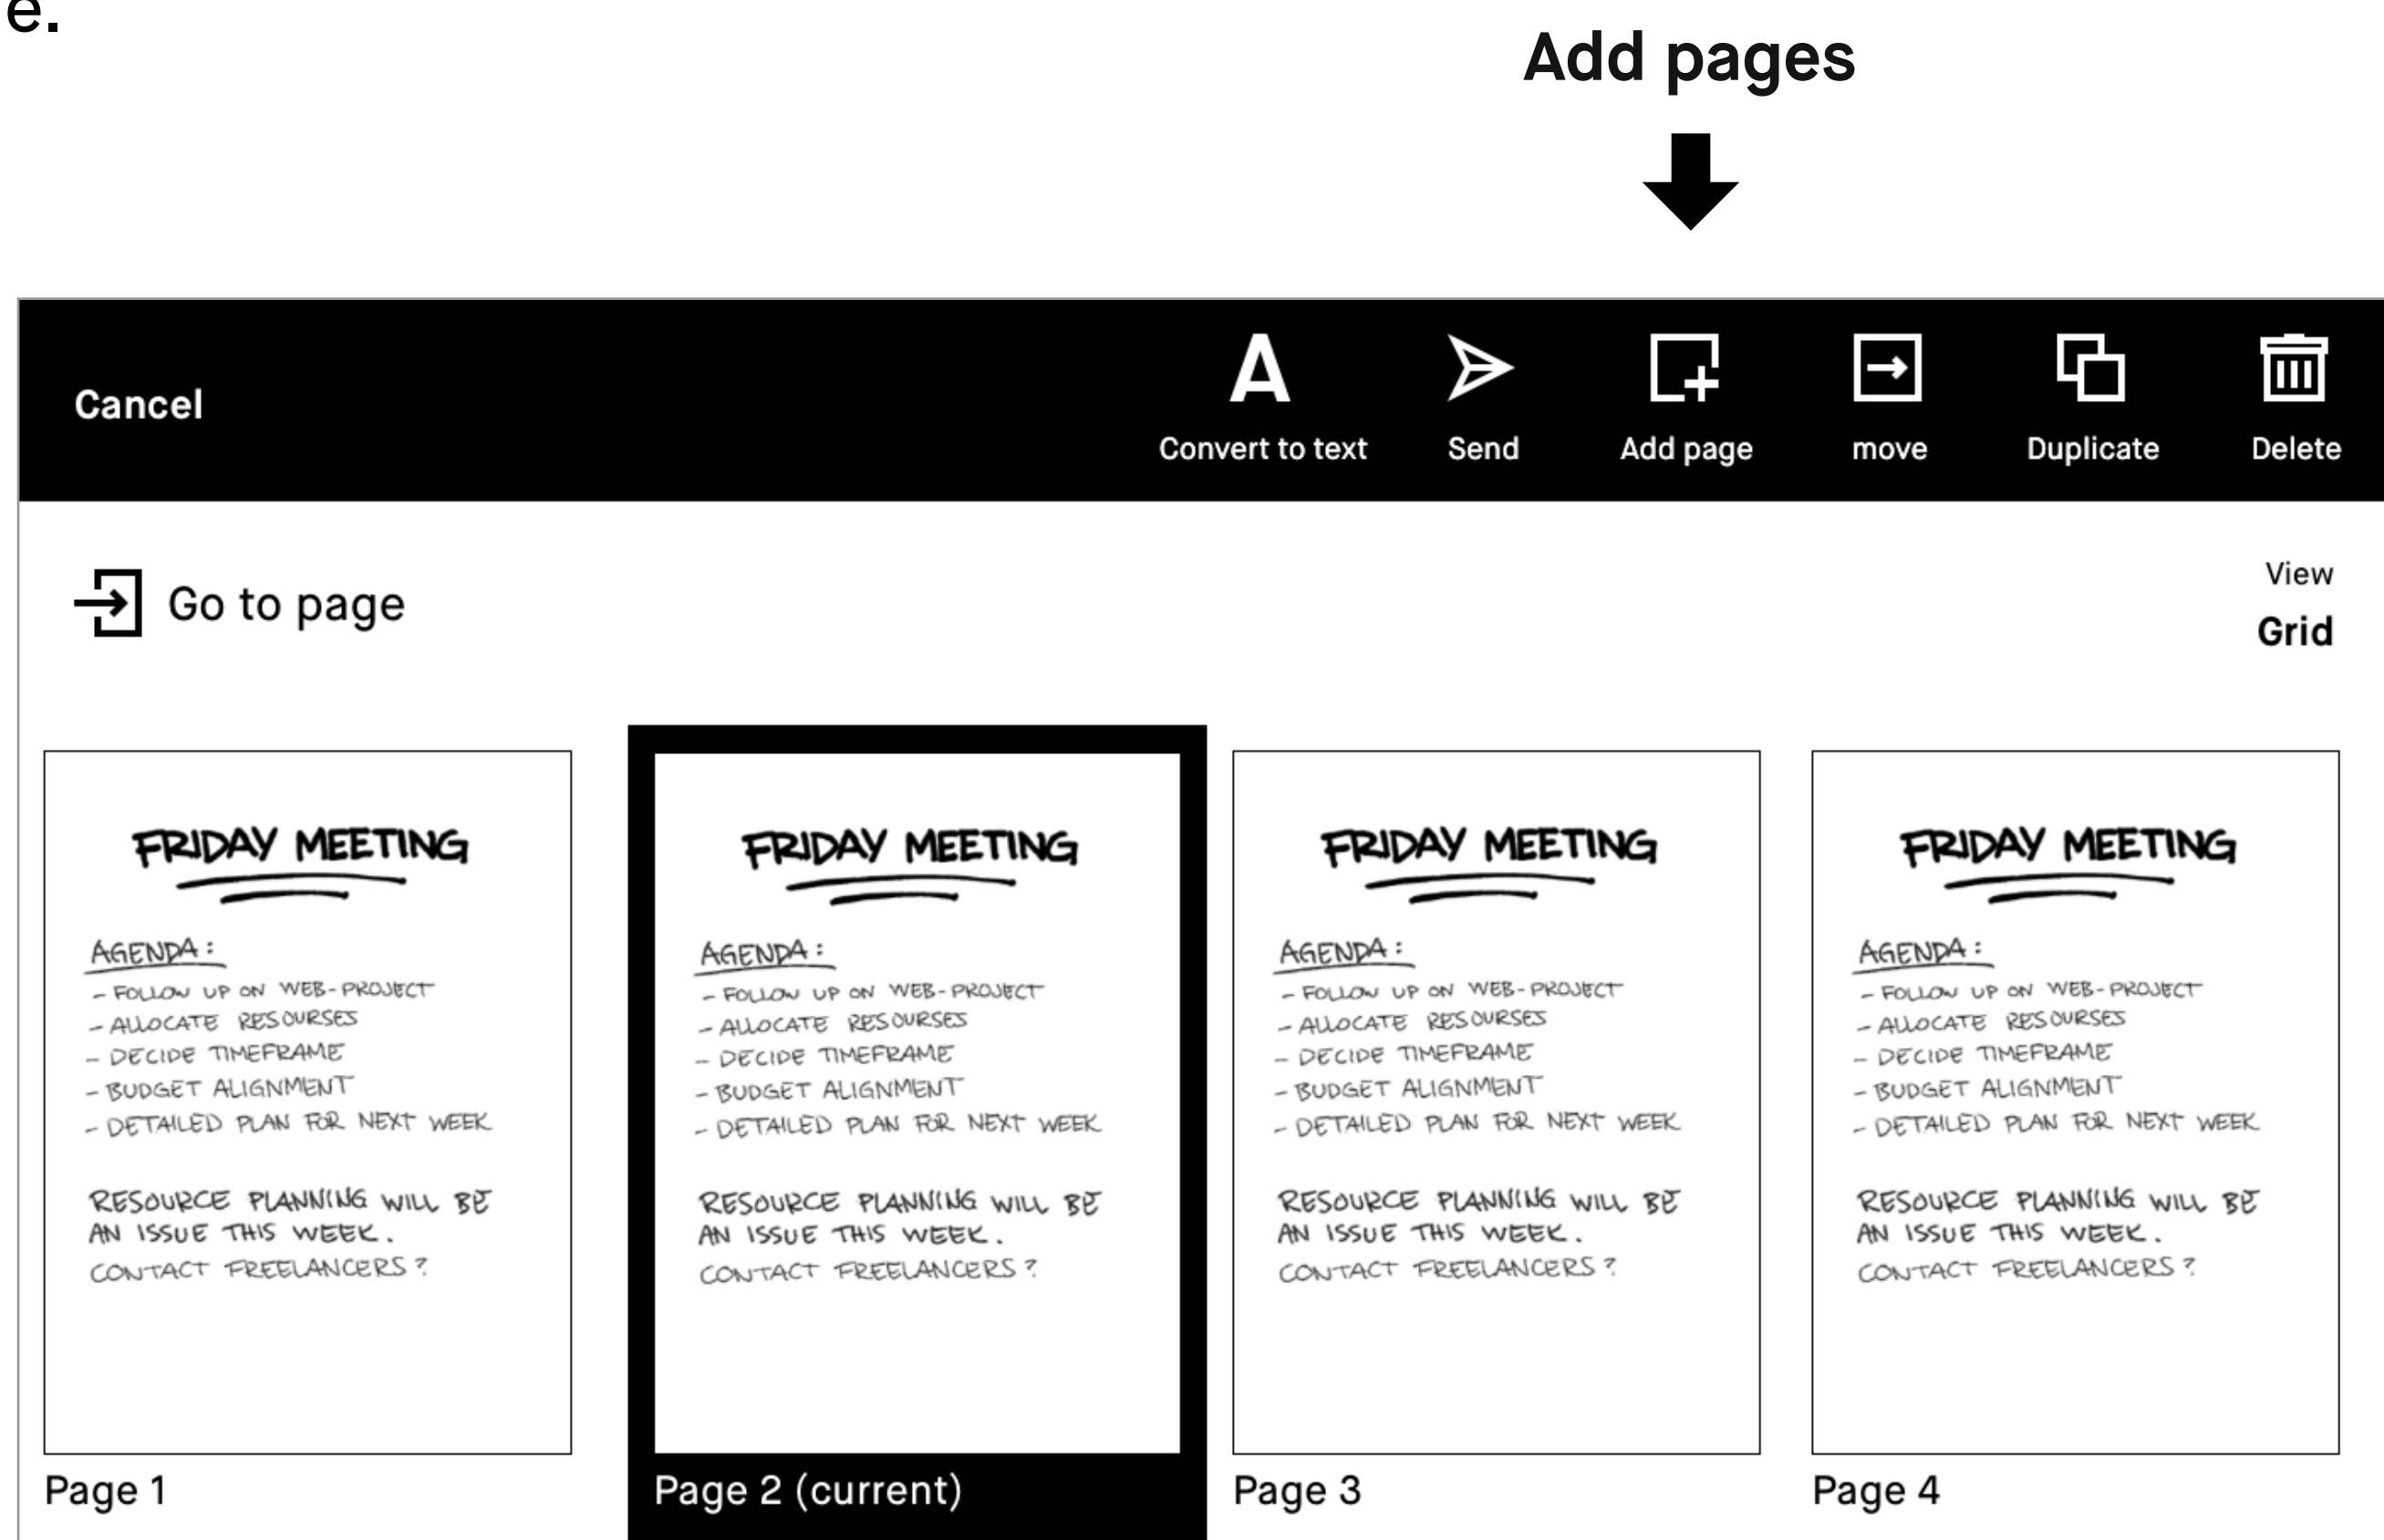 e.
Add pages
Cancel
Convert to text
Send
Add page
move
Duplicate
Delete
Go to page
View
Grid
FRIDAY MEETING
AGENDA:
- FOLLOW UP ON WEB-PROJECT
- ALLOCATE RESOURSES
- DECIDE TIMEFRAME
- BUDGET ALIGNMENT
- DETAILED PLAN FOR NEXT WEEK
RESOURCE PLANNING WILL BE
AN ISSUE THIS WEEK.
CONTACT FREELANCERS?
Page 1
FRIDAY MEETING
AGENDA:
- FOLLOW UP ON WEB-PROJECT
- ALLOCATE RESOURSES
- DECIDE TIMEFRAME
- BUDGET ALIGNMENT
- DETAILED PLAN FOR NEXT WEEK
RESOURCE PLANNING WILL BE
AN ISSUE THIS WEEK.
CONTACT FREELANCERS?
Page 2 (current)
FRIDAY MEETING
AGENDA:
- FOLLOW UP ON WEB-PROJECT
- ALLOCATE RESOURSES
- DECIDE TIMEFRAME
- BUDGET ALIGNMENT
- DETAILED PLAN FOR NEXT WEEK
RESOURCE PLANNING WILL BE
AN ISSUE THIS WEEK.
CONTACT FREELANCERS?
Page 3
FRIDAY MEETING
AGENDA:
- FOLLOW UP ON WEB-PROJECT
- ALLOCATE RESOURSES
- DECIDE TIMEFRAME
- BUDGET ALIGNMENT
- DETAILED PLAN FOR NEXT WEEK
RESOURCE PLANNING WILL BE
AN ISSUE THIS WEEK.
CONTACT FREELANCERS?
Page 4